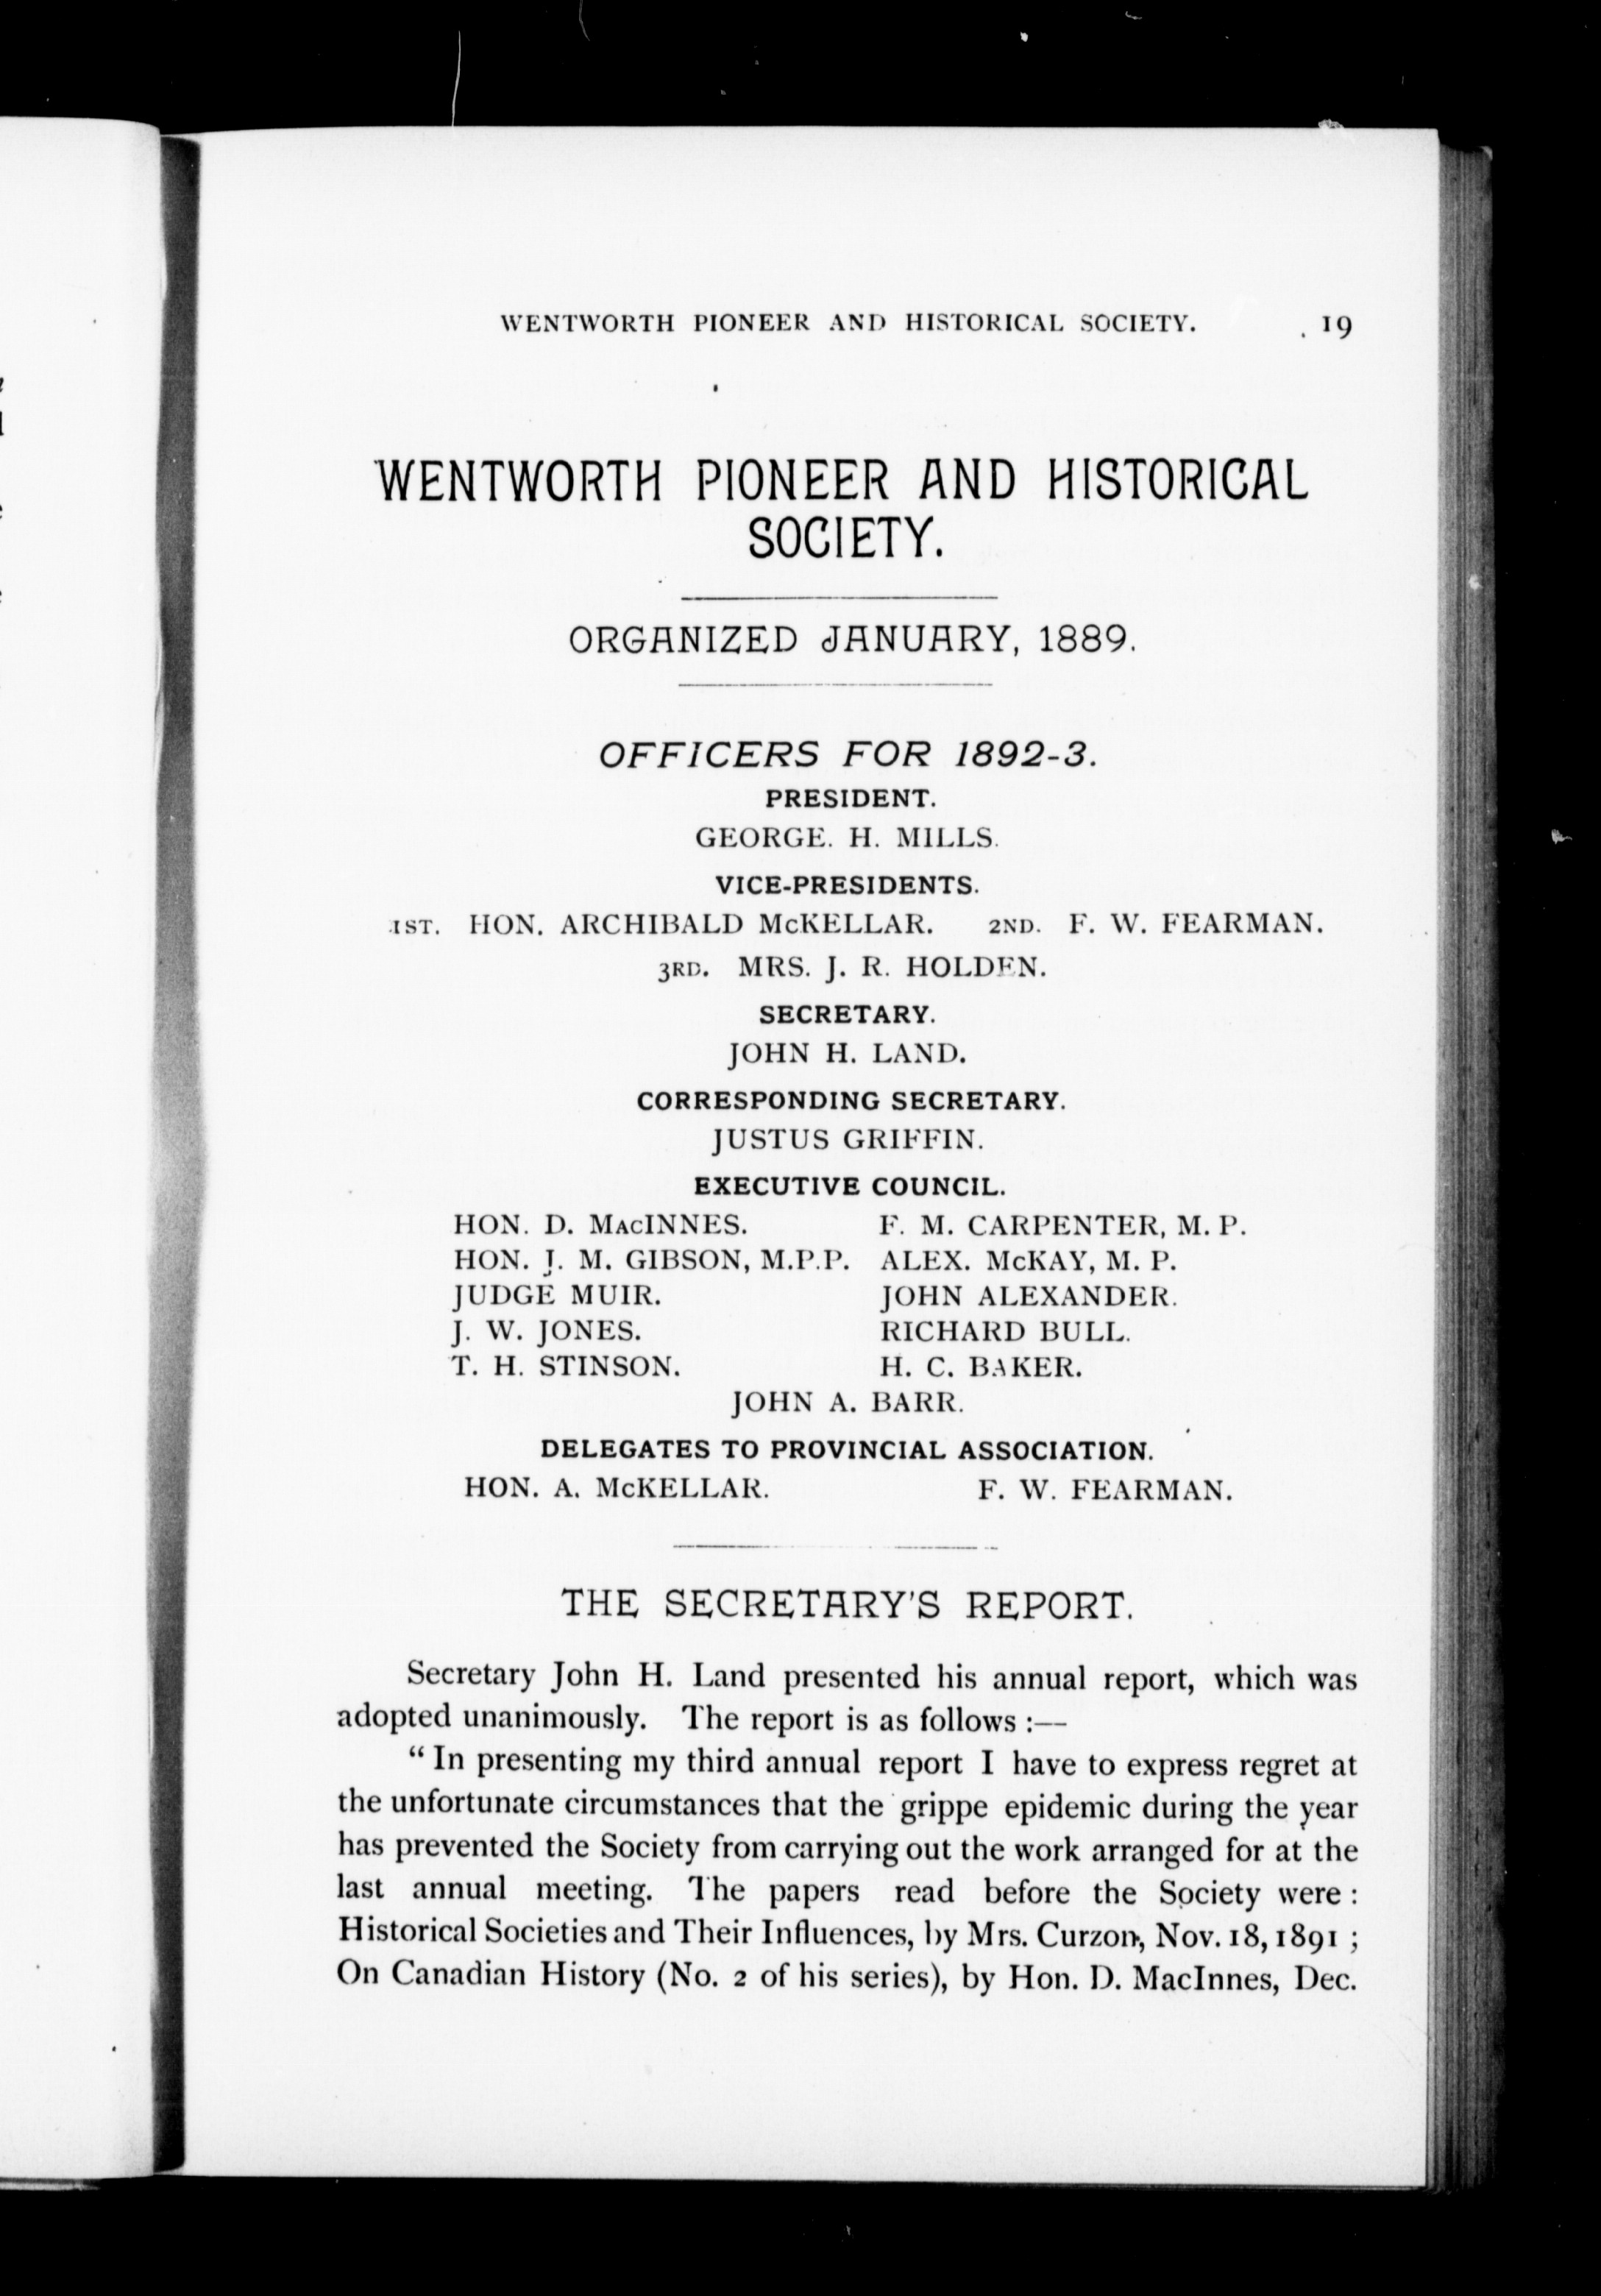 WENTWORTH PIONEER AND HISTORICAL SOCIETY. 19
WENTWORTH PIONEER AND HISTORICAL
SOCIETY.
ORGANIZED JANUARY, 1889.
OFFICERS FOR 1892-3.
PRESIDENT.
GEORGE. H. MILLS.
VICE-PRESIDENTS.
1ST. HON. ARCHIBALD McKELLAR. 2ND. F. W. FEARMAN.
3RD. MRS. J. R. HOLDEN.
SECRETARY.
JOHN H. LAND.
CORRESPONDING SECRETARY.
JUSTUS GRIFFIN.
EXECUTIVE COUNCIL.
HON. D. MacINNES. F. M. CARPENTER, M. P.
HON. J. M. GIBSON, M.P.P. ALEX. McKAY, M. P.
JUDGE MUIR. JOHN ALEXANDER.
J. W. JONES. RICHARD BULL.
T. H. STINSON. H. C. BAKER.
JOHN A. BARR.
DELEGATES TO PROVINCIAL ASSOCIATION.
HON. A. McKELLAR. F. W. FEARMAN.
THE SECRETARY'S REPORT.
Secretary John H. Land presented his annual report, which was
adopted unanimously. The report is as follows :—
“ In presenting my third annual report I have to express regret at
the unfortunate circumstances that the grippe epidemic during the year
has prevented the Society from carrying out the work arranged for at the
last annual meeting. The papers read before the Society were :
Historical Societies and Their Influences, by Mrs. Curzon, Nov. 18, 1891 ;
On Canadian History (No. 2 of his series), by Hon. D. MacInnes, Dec.